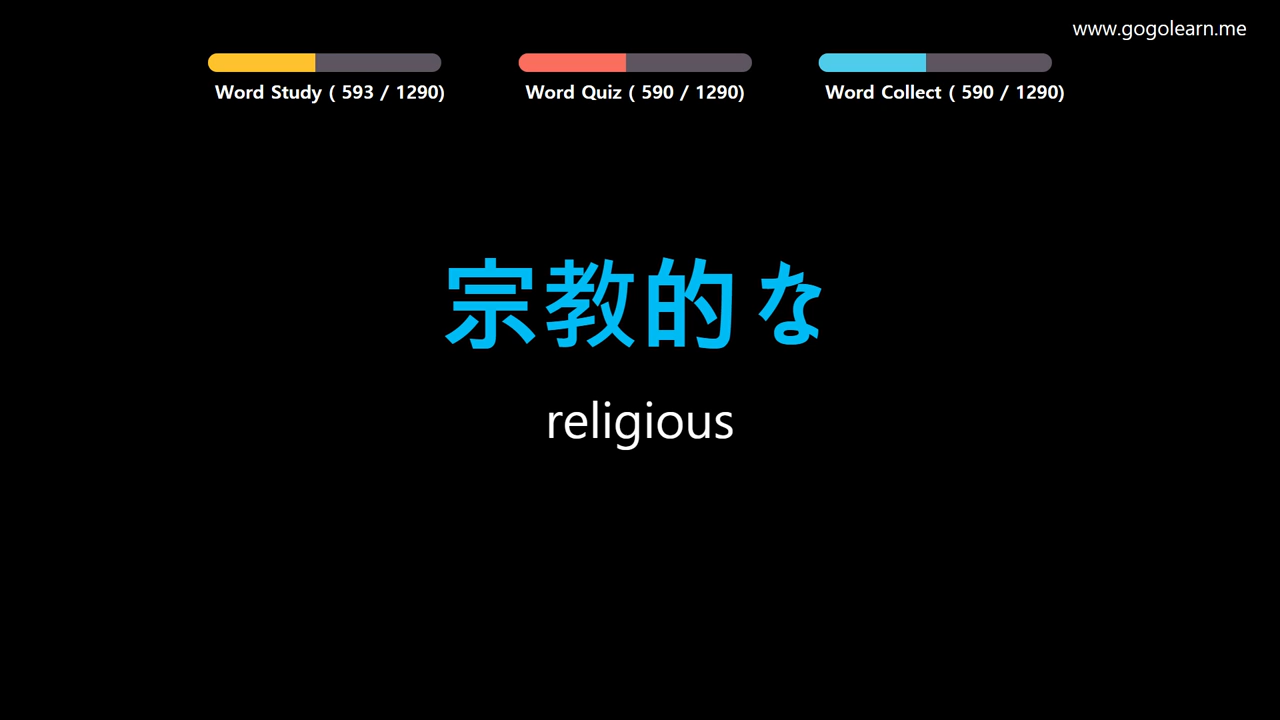 www.gogolearn.me
Word Study ( 593 / 1290)
Word Quiz ( 590 / 1290)
Word Collect ( 590 / 1290)
宗教的な
religious